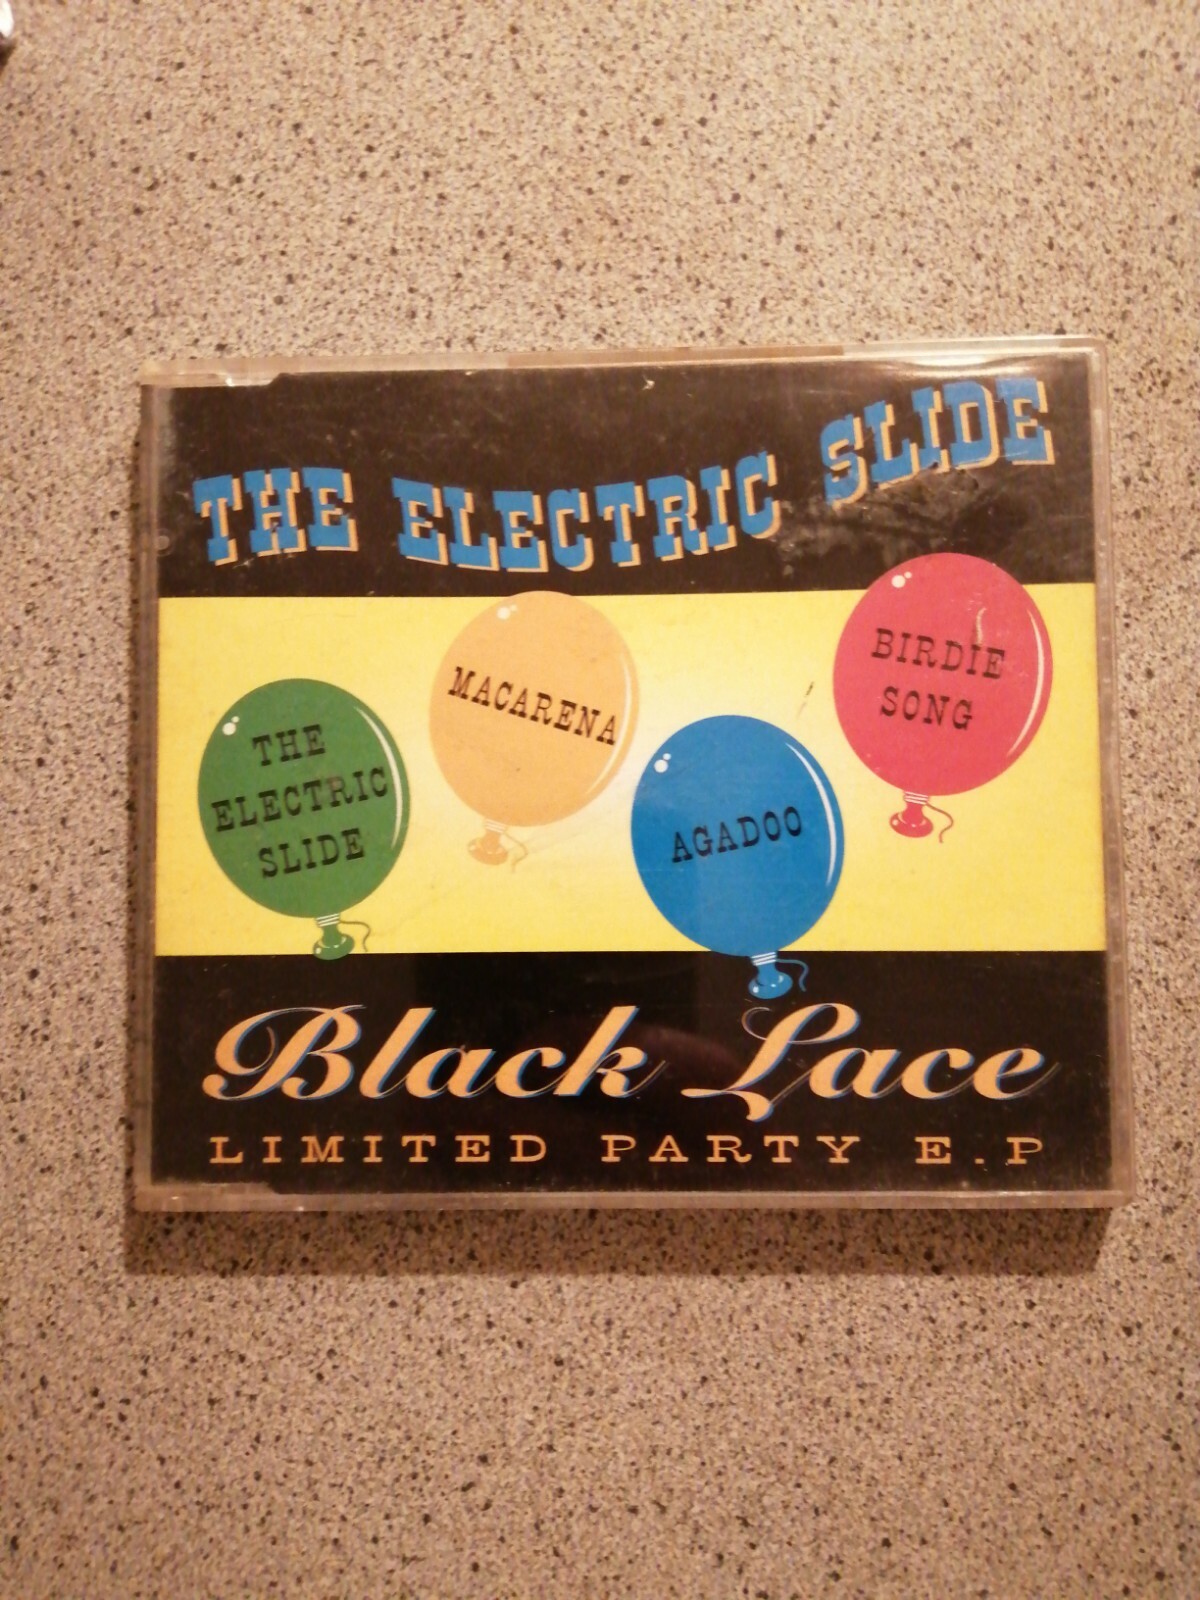 THE ELECTRIC SLIDE
BIRDIE
SONG
MACARENA
THE
ELECTRIC
SLIDE
AGADOO
Black Lace
LIMITED PARTY E.P